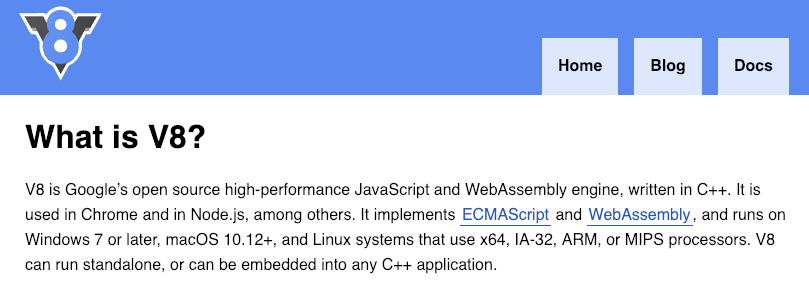 8
Home Blog Docs
What is V8?
V8 is Google’s open source high-performance JavaScript and WebAssembly engine, written in C++. It is
used in Chrome and in Node.js, among others. It implements ECMAScript and WebAssembly, and runs on
Windows 7 or later, macOS 10.12+, and Linux systems that use x64, IA-32, ARM, or MIPS processors. V8
can run standalone, or can be embedded into any C++ application.